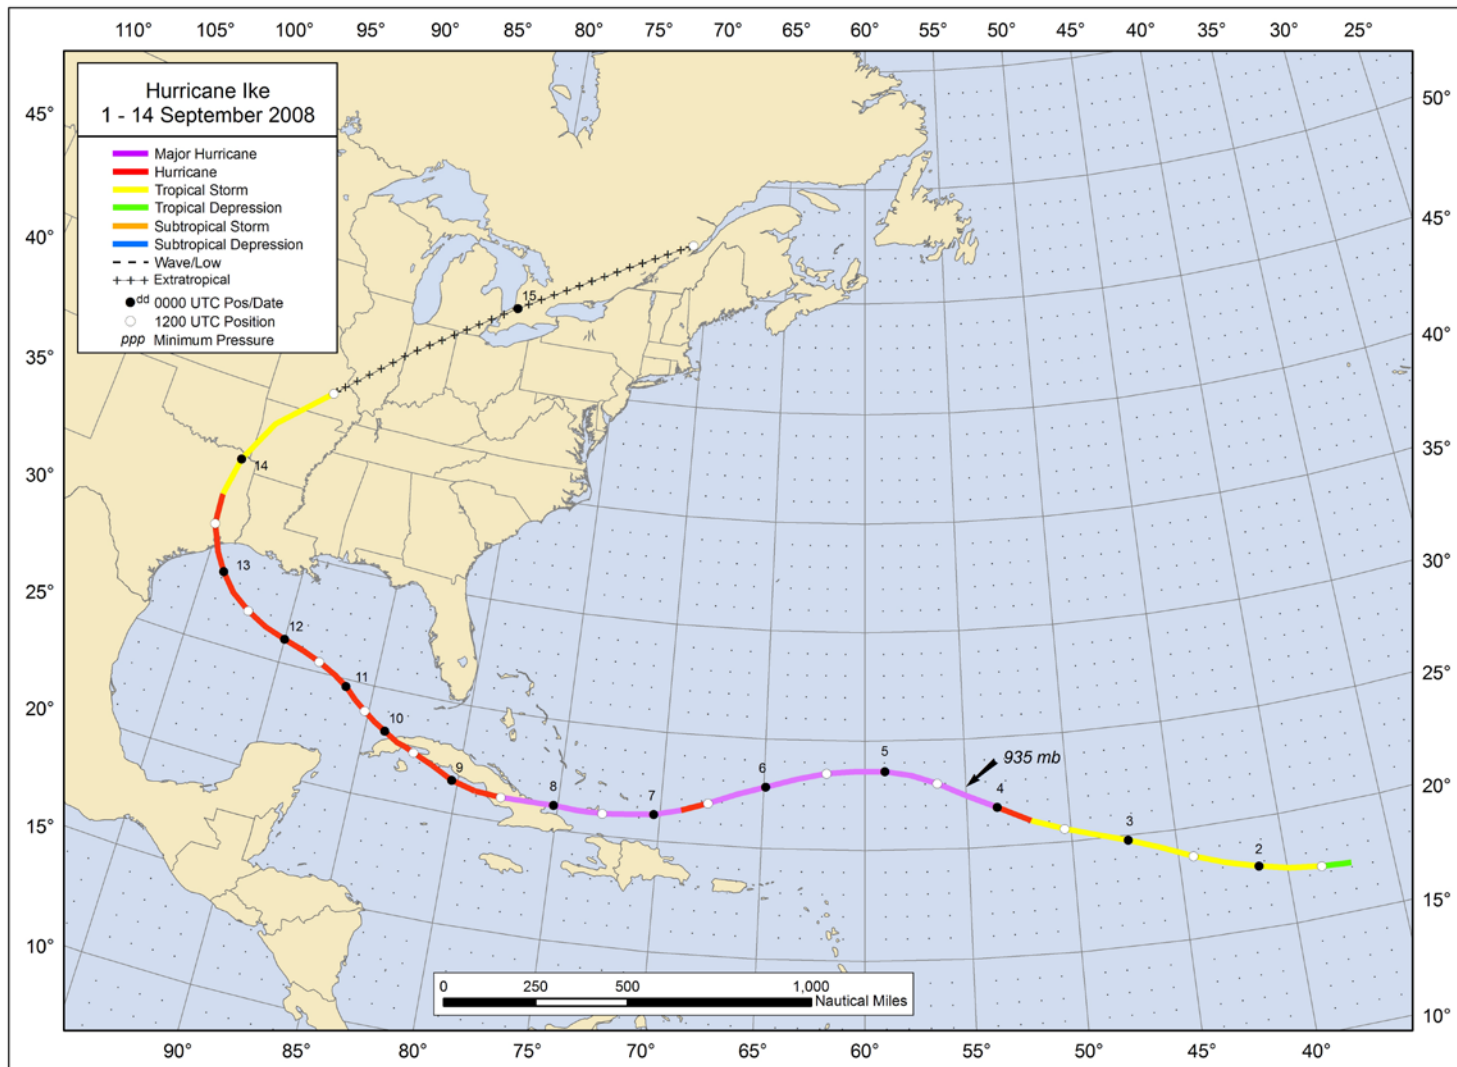 110° 105° 100° 95° 90° 85° 80° 75° 70° 65° 60° 55° 50° 45° 40° 35° 30° 25°
Hurricane Ike
1 - 14 September 2008
Major Hurricane
Hurricane
Tropical Storm
Tropical Depression
Subtropical Storm
Subtropical Depression
Wave/Low
Extratropical
dd 0000 UTC Pos/Date
1200 UTC Position
ppp Minimum Pressure
45°
40°
35°
30°
25°
20°
15°
10°
50°
45°
40°
35°
30°
25°
20°
15°
10°
15
14
13
12
11
10
9
8
7
6
5
935 mb
4
3
2
0 250 500 1,000
Nautical Miles
90° 85° 80° 75° 70° 65° 60° 55° 50° 45° 40°